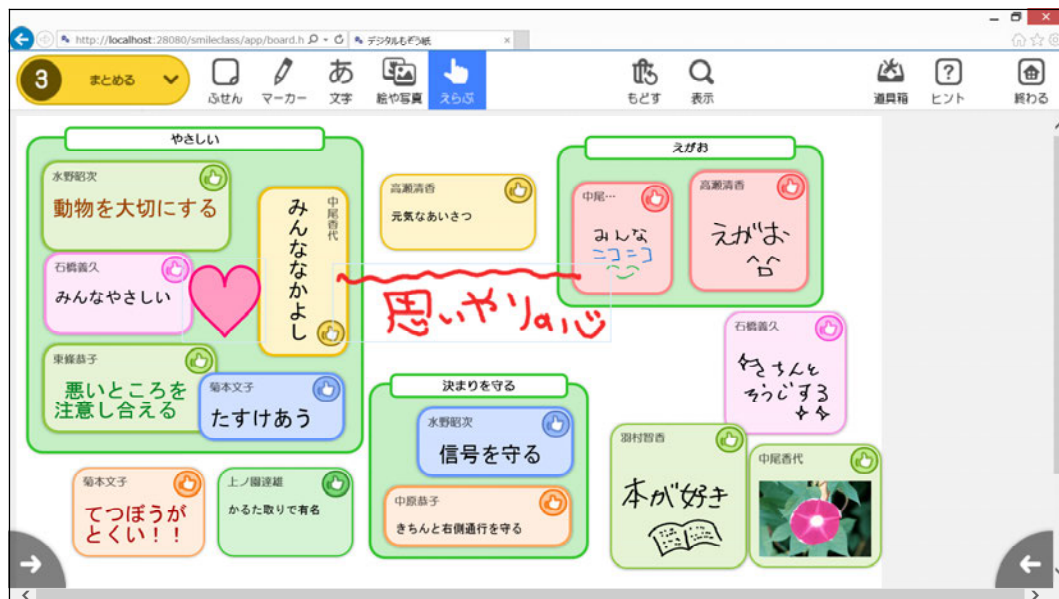 http://localhost:28080/smileclass/app/board.h
デジタルもぞう紙
3 まとめる
ふせん
マーカー
文字
絵や写真
えらぶ
もどす
表示
道具箱
ヒント
終わる
やさしい
水野昭次
動物を大切にする
中尾香代
みんななかよし
石橋義久
みんなやさしい
東條恭子
悪いところを
注意し合える
菊本文子
たすけあう
高瀬清香
元気なあいさつ
思いやりの心
えがお
中尾…
みんな
ニコニコ
高瀬清香
えがお
決まりを守る
水野昭次
信号を守る
中原恭子
きちんと右側通行を守る
石橋義久
きちんと
そうじする
羽村智香
本が好き
中尾香代
菊本文子
てつぼうが
とくい！！
上ノ園達雄
かるた取りで有名